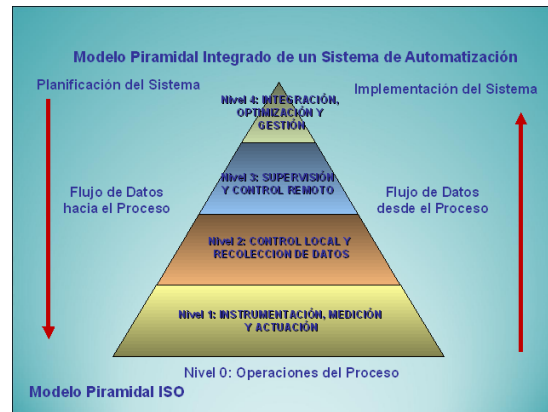 Modelo Piramidal Integrado de un Sistema de Automatización
Planificación del Sistema
Implementación del Sistema
Nivel 4: INTEGRACIÓN,
OPTIMIZACIÓN Y
GESTIÓN
Nivel 3: SUPERVISIÓN
Y CONTROL REMOTO
Flujo de Datos
hacia el Proceso
Flujo de Datos
desde el Proceso
Nivel 2: CONTROL LOCAL Y
RECOLECCION DE DATOS
Nivel 1: INSTRUMENTACIÓN, MEDICIÓN
Y ACTUACIÓN
Nivel 0: Operaciones del Proceso
Modelo Piramidal ISO